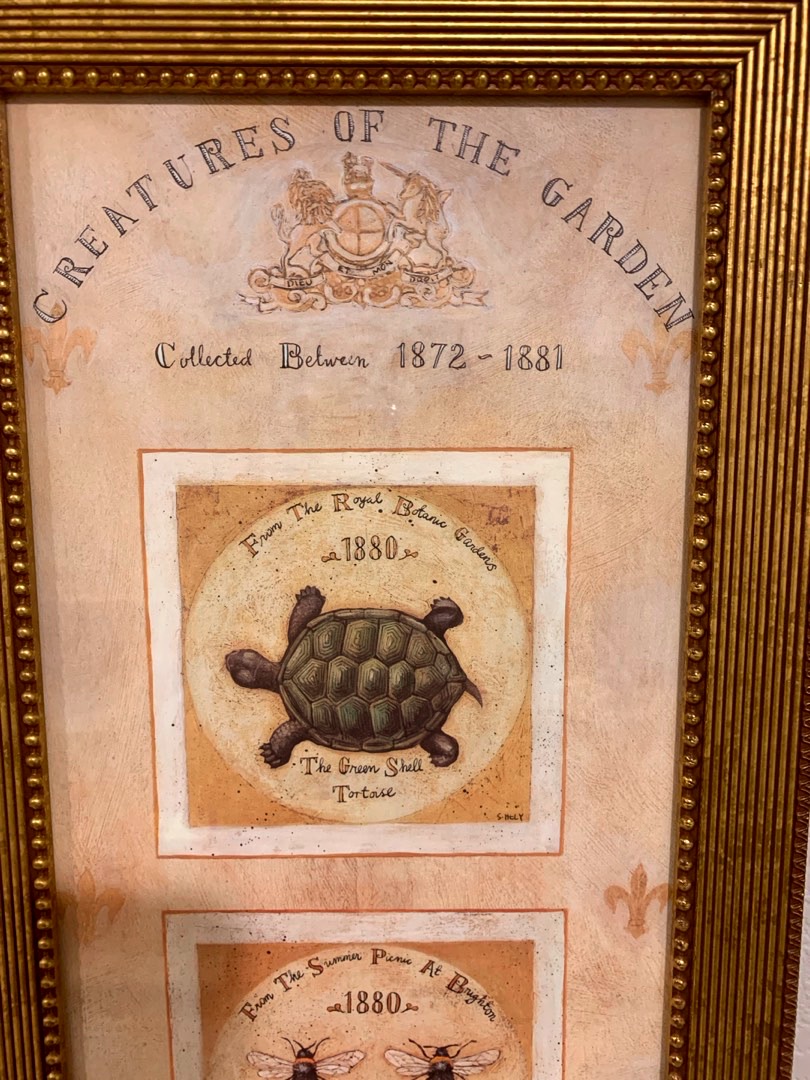 CREATURES OF THE GARDEN
DIEU ET MON DROIT
Collected Between 1872 - 1881
From The Royal Botanic Gardens
1880
The Green Shell
Tortoise
S. HELY
From The Summer Picnic At Brighton
1880